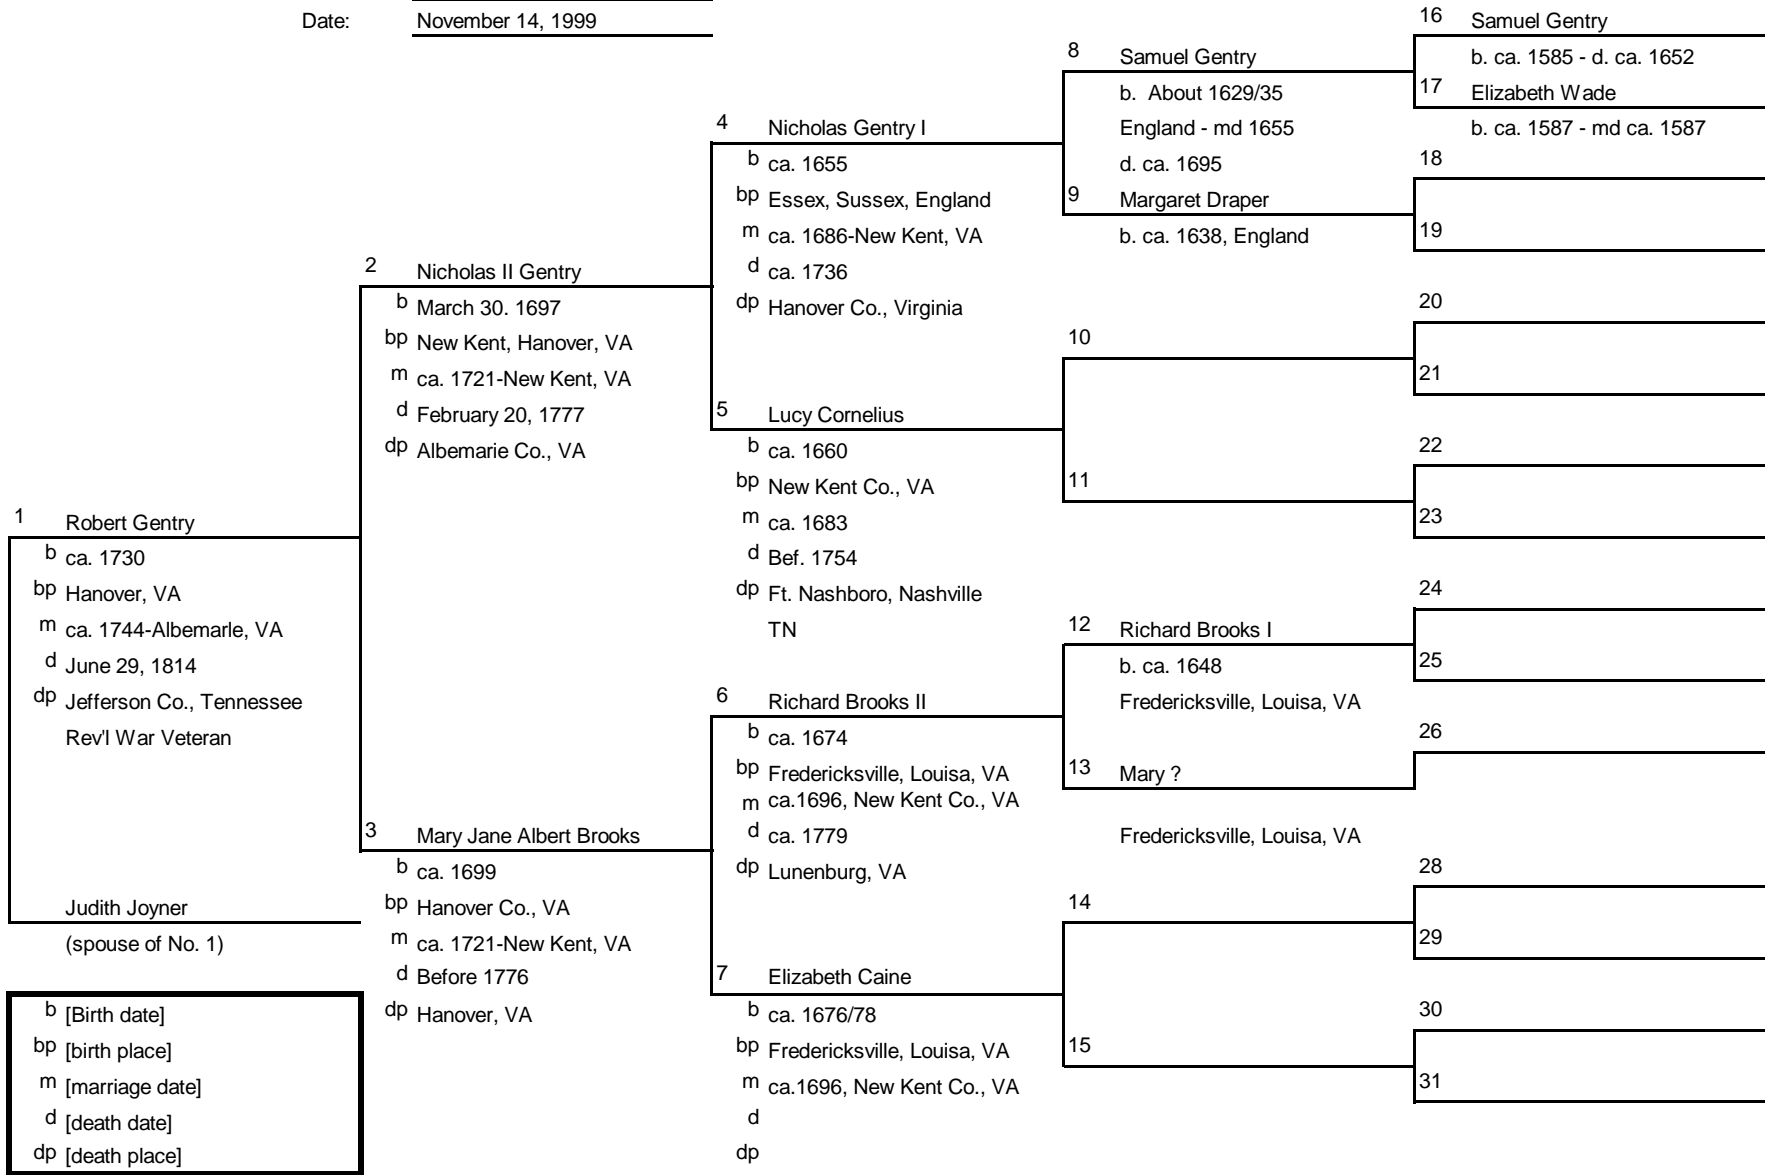 Date: November 14, 1999
1 Robert Gentry
b ca. 1730
bp Hanover, VA
m ca. 1744-Albemarle, VA
d June 29, 1814
dp Jefferson Co., Tennessee
Rev'l War Veteran
Judith Joyner
(spouse of No. 1)
b [Birth date]
bp [birth place]
m [marriage date]
d [death date]
dp [death place]
2 Nicholas II Gentry
b March 30. 1697
bp New Kent, Hanover, VA
m ca. 1721-New Kent, VA
d February 20, 1777
dp Albemarie Co., VA
3 Mary Jane Albert Brooks
b ca. 1699
bp Hanover Co., VA
m ca. 1721-New Kent, VA
d Before 1776
dp Hanover, VA
4 Nicholas Gentry I
b ca. 1655
bp Essex, Sussex, England
m ca. 1686-New Kent, VA
d ca. 1736
dp Hanover Co., Virginia
5 Lucy Cornelius
b ca. 1660
bp New Kent Co., VA
m ca. 1683
d Bef. 1754
dp Ft. Nashboro, Nashville
TN
6 Richard Brooks II
b ca. 1674
bp Fredericksville, Louisa, VA
m ca.1696, New Kent Co., VA
d ca. 1779
dp Lunenburg, VA
7 Elizabeth Caine
b ca. 1676/78
bp Fredericksville, Louisa, VA
m ca.1696, New Kent Co., VA
d
dp
8 Samuel Gentry
b. About 1629/35
England - md 1655
d. ca. 1695
9 Margaret Draper
b. ca. 1638, England
10
11
12 Richard Brooks I
b. ca. 1648
Fredericksville, Louisa, VA
13 Mary ?
Fredericksville, Louisa, VA
14
15
16 Samuel Gentry
b. ca. 1585 - d. ca. 1652
17 Elizabeth Wade
b. ca. 1587 - md ca. 1587
18
19
20
21
22
23
24
25
26
28
29
30
31